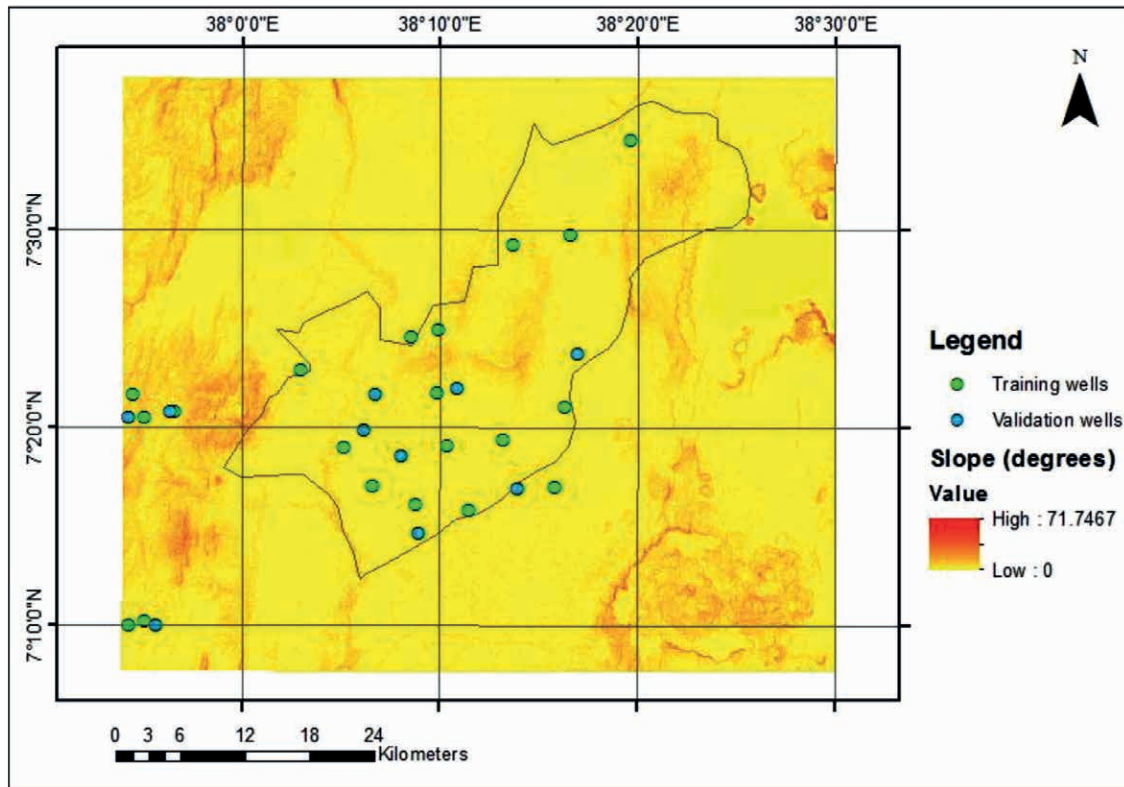 38°0'0"E 38°10'0"E 38°20'0"E 38°30'0"E
N
7°30'0"N
7°20'0"N
7°10'0"N
Legend
Training wells
Validation wells
Slope (degrees)
Value
High : 71.7467
Low : 0
0 3 6 12 18 24
Kilometers